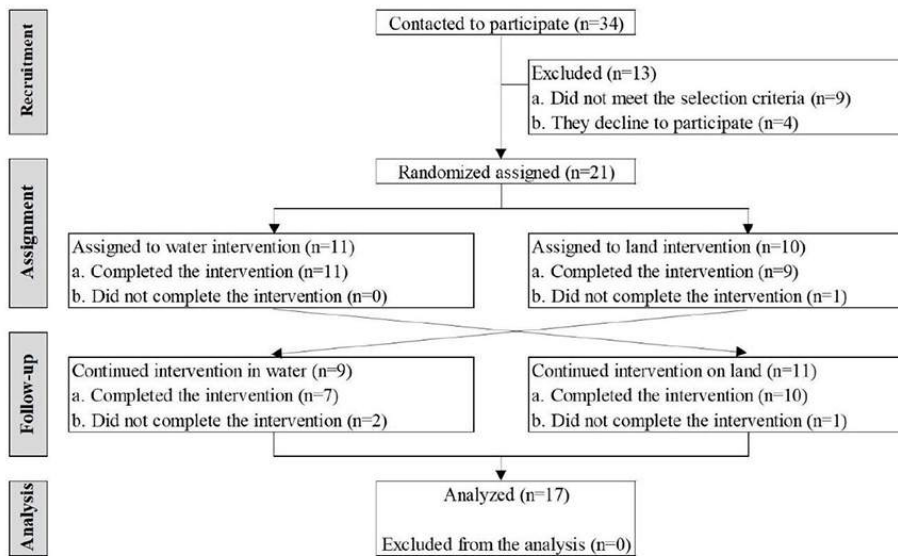 Recruitment
Contacted to participate (n=34)
Excluded (n=13)
a. Did not meet the selection criteria (n=9)
b. They decline to participate (n=4)
Assignment
Randomized assigned (n=21)
Assigned to water intervention (n=11)
a. Completed the intervention (n=11)
b. Did not complete the intervention (n=0)
Assigned to land intervention (n=10)
a. Completed the intervention (n=9)
b. Did not complete the intervention (n=1)
Follow-up
Continued intervention in water (n=9)
a. Completed the intervention (n=7)
b. Did not complete the intervention (n=2)
Continued intervention on land (n=11)
a. Completed the intervention (n=10)
b. Did not complete the intervention (n=1)
Analysis
Analyzed (n=17)
Excluded from the analysis (n=0)